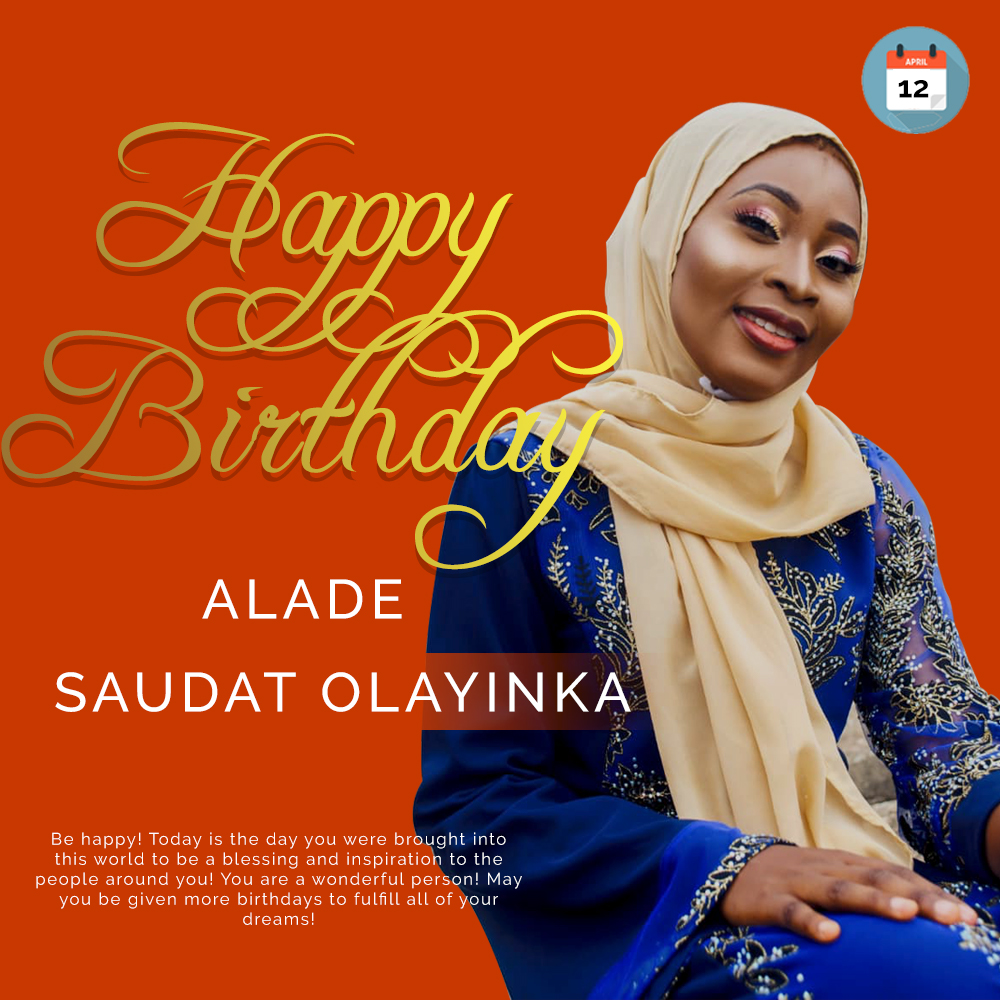 APRIL
12
Happy
Birthday
ALADE
SAUDAT OLAYINKA
Be happy! Today is the day you were brought into
this world to be a blessing and inspiration to the
people around you! You are a wonderful person! May
you be given more birthdays to fulfill all of your
dreams!